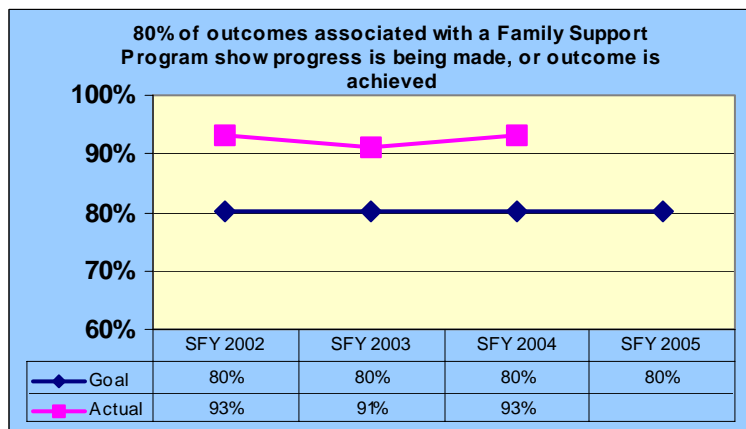 80% of outcomes associated with a Family Support
Program show progress is being made, or outcome is
achieved
100%
90%
80%
70%
60%
SFY 2002 SFY 2003 SFY 2004 SFY 2005
Goal 80% 80% 80% 80%
Actual 93% 91% 93%